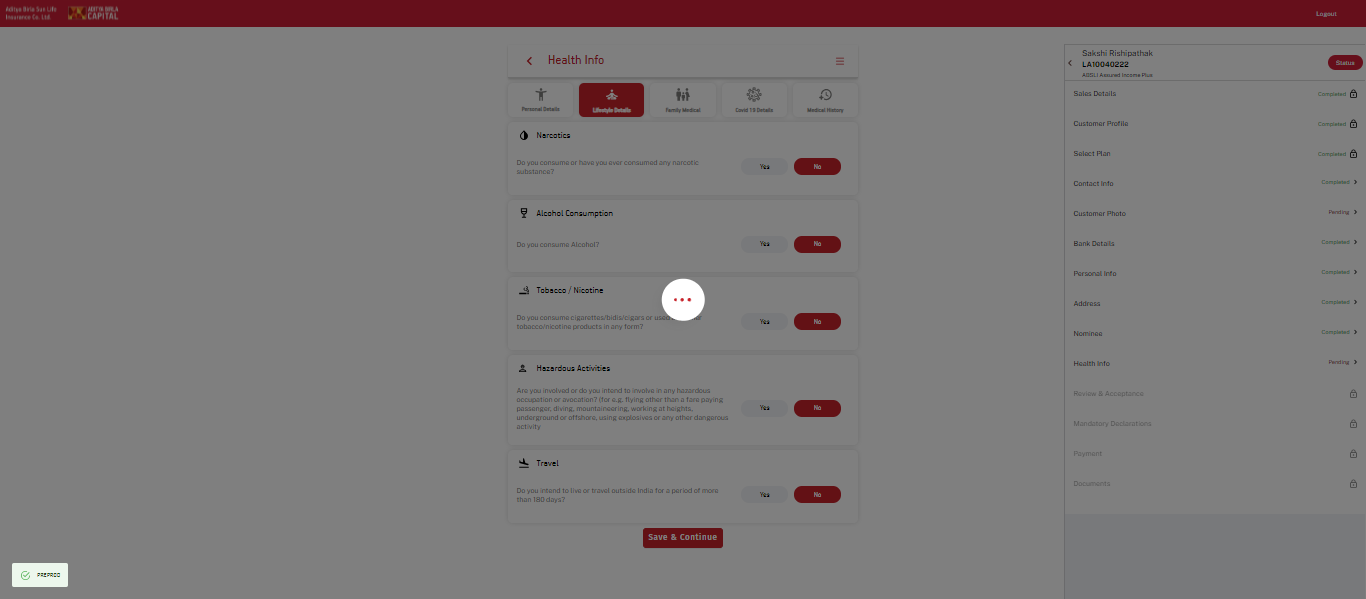 Aditya Birla Sun Life
Insurance Co. Ltd.
ADITYA BIRLA
CAPITAL
Logout
Health Info
Personal Details
Lifestyle Details
Family Medical
Covid 19 Details
Medical History
Narcotics
Do you consume or have you ever consumed any narcotic
substance?
Yes
No
Alcohol Consumption
Do you consume Alcohol?
Yes
No
Tobacco / Nicotine
Do you consume cigarettes/bidis/cigars or used
tobacco/nicotine products in any form?
Yes
No
Hazardous Activities
Are you involved or do you intend to involve in any hazardous
occupation or avocation? (for e.g. flying other than a fare paying
passenger, diving, mountaineering, working at heights,
underground or offshore, using explosives or any other dangerous
activity
Yes
No
Travel
Do you intend to live or travel outside India for a period of more
than 180 days?
Yes
No
Save & Continue
PREPROD
Sakshi Rishipathak
LA10040222
ABSLI Assured Income Plus
Status
Sales Details Completed
Customer Profile Completed
Select Plan Completed
Contact Info Completed
Customer Photo Pending
Bank Details Completed
Personal Info Completed
Address Completed
Nominee Completed
Health Info Pending
Review & Acceptance
Mandatory Declarations
Payment
Documents